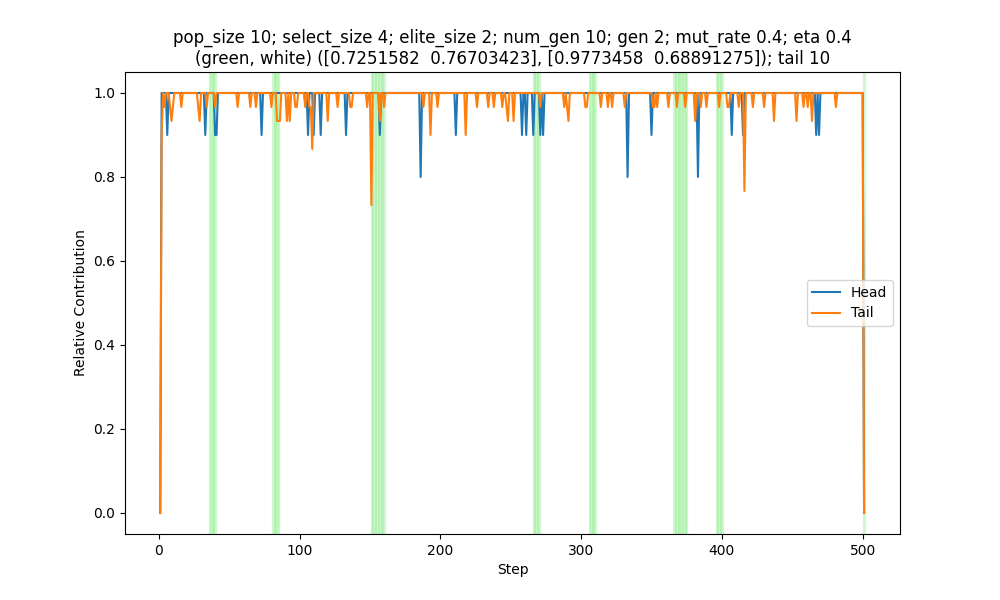 pop_size 10; select_size 4; elite_size 2; num_gen 10; gen 2; mut_rate 0.4; eta 0.4
(green, white) ([0.7251582  0.76703423], [0.9773458  0.68891275]); tail 10
1.0
0.8
0.6
0.4
0.2
0.0
Relative Contribution
Head
Tail
0
100
200
300
400
500
Step